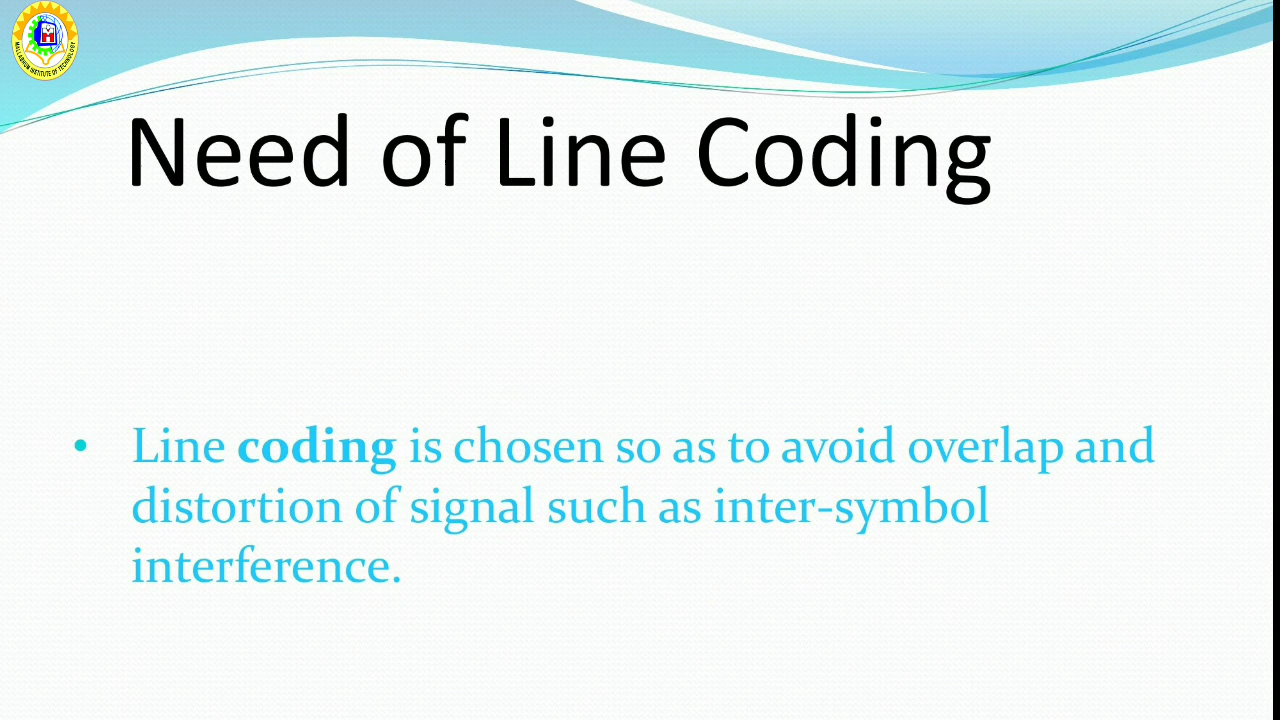 Need of Line Coding
• Line coding is chosen so as to avoid overlap and
distortion of signal such as inter-symbol
interference.